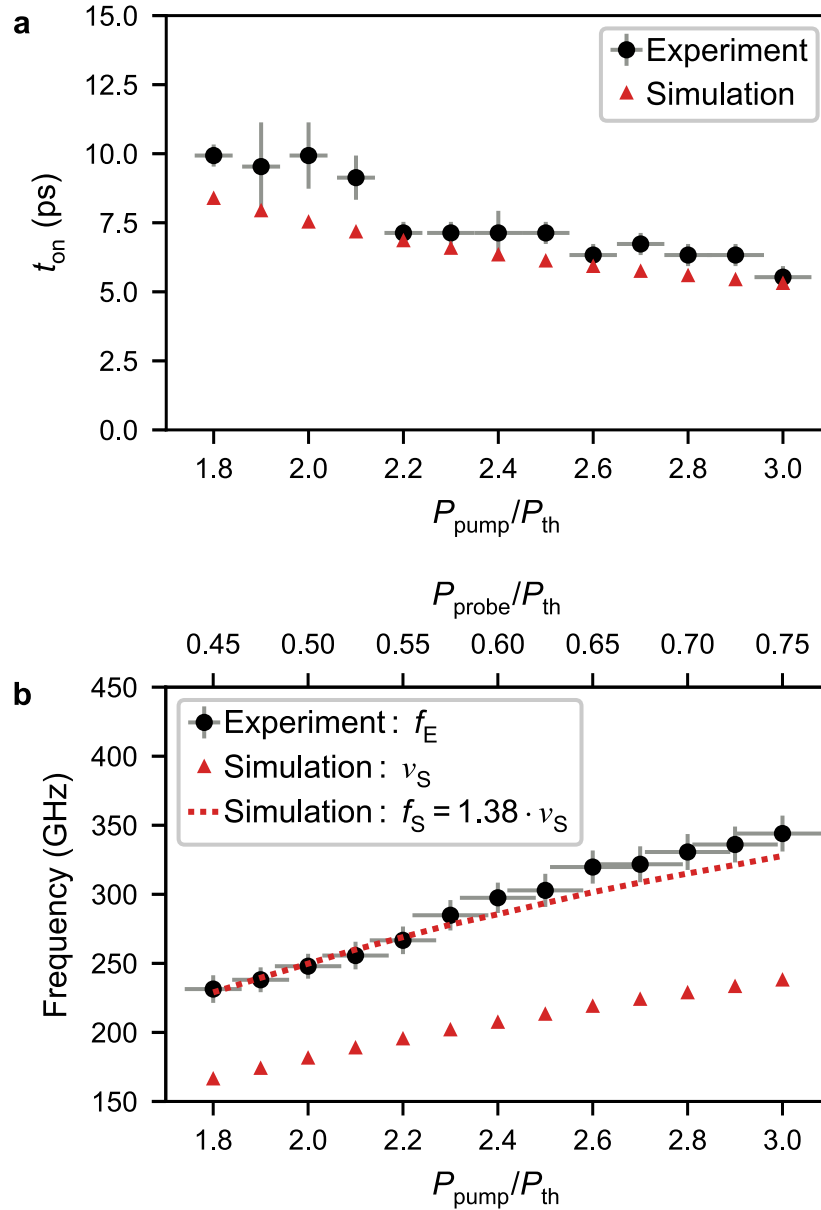 a
15.0
12.5
10.0
7.5
5.0
2.5
0.0
t_on (ps)
Experiment
Simulation
1.8 2.0 2.2 2.4 2.6 2.8 3.0
P_pump/P_th
P_probe/P_th
0.45 0.50 0.55 0.60 0.65 0.70 0.75
b
450
400
350
300
250
200
150
Frequency (GHz)
Experiment: f_E
Simulation: ν_S
Simulation: f_S = 1.38 · ν_S
1.8 2.0 2.2 2.4 2.6 2.8 3.0
P_pump/P_th